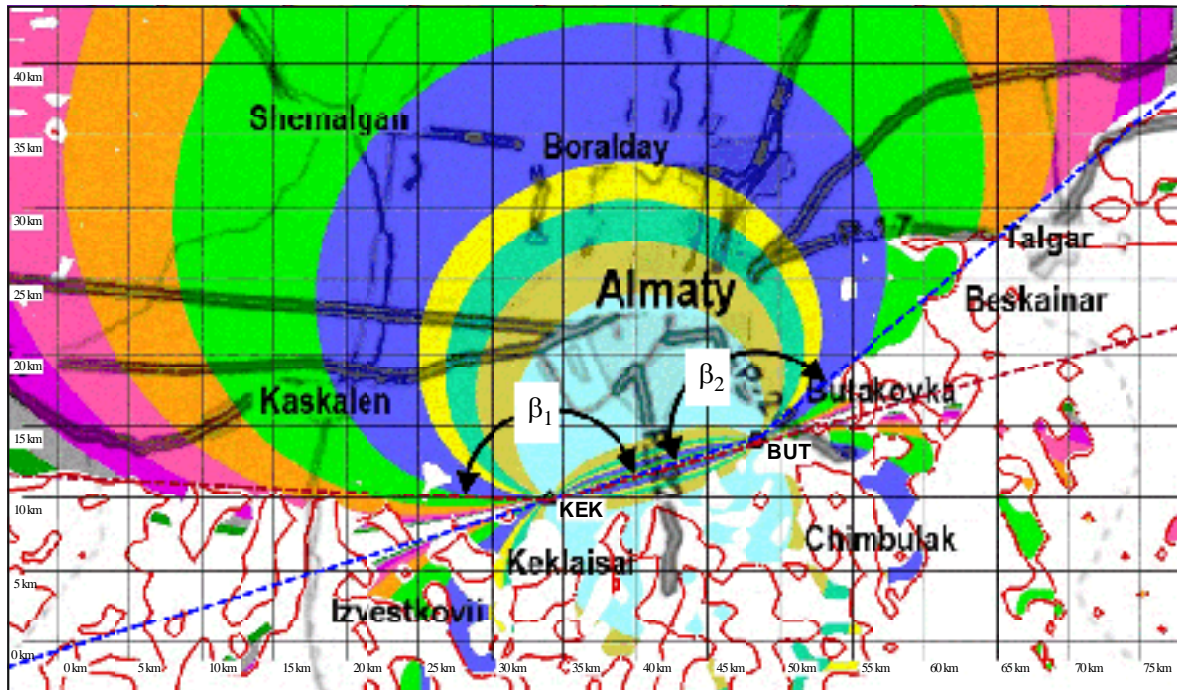 40 km
Shemalgan
35 km
Boralday
30 km
Talgar
25 km
Almaty
Beskainar
20 km
β2
Butakovka
Kaskalen
β1
15 km
BUT
10 km
KEK
Chimbulak
Keklaisai
5 km
Izvestkovii
0 km
0 km 5 km 10 km 15 km 20 km 25 km 30 km 35 km 40 km 45 km 50 km 55 km 60 km 65 km 70 km 75 km